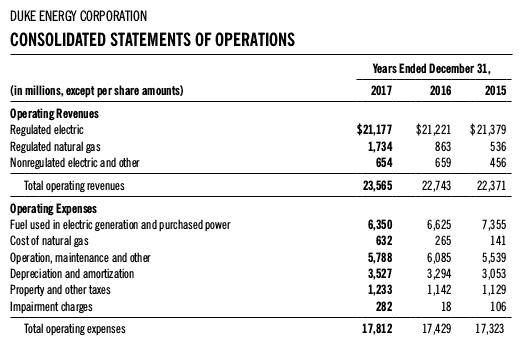 DUKE ENERGY CORPORATION
CONSOLIDATED STATEMENTS OF OPERATIONS
Years Ended December 31,
(in millions, except per share amounts) 2017 2016 2015
Operating Revenues
Regulated electric $21,177 $21,221 $21,379
Regulated natural gas 1,734 863 536
Nonregulated electric and other 654 659 456
Total operating revenues 23,565 22,743 22,371
Operating Expenses
Fuel used in electric generation and purchased power 6,350 6,625 7,355
Cost of natural gas 632 265 141
Operation, maintenance and other 5,788 6,085 5,539
Depreciation and amortization 3,527 3,294 3,053
Property and other taxes 1,233 1,142 1,129
Impairment charges 282 18 106
Total operating expenses 17,812 17,429 17,323